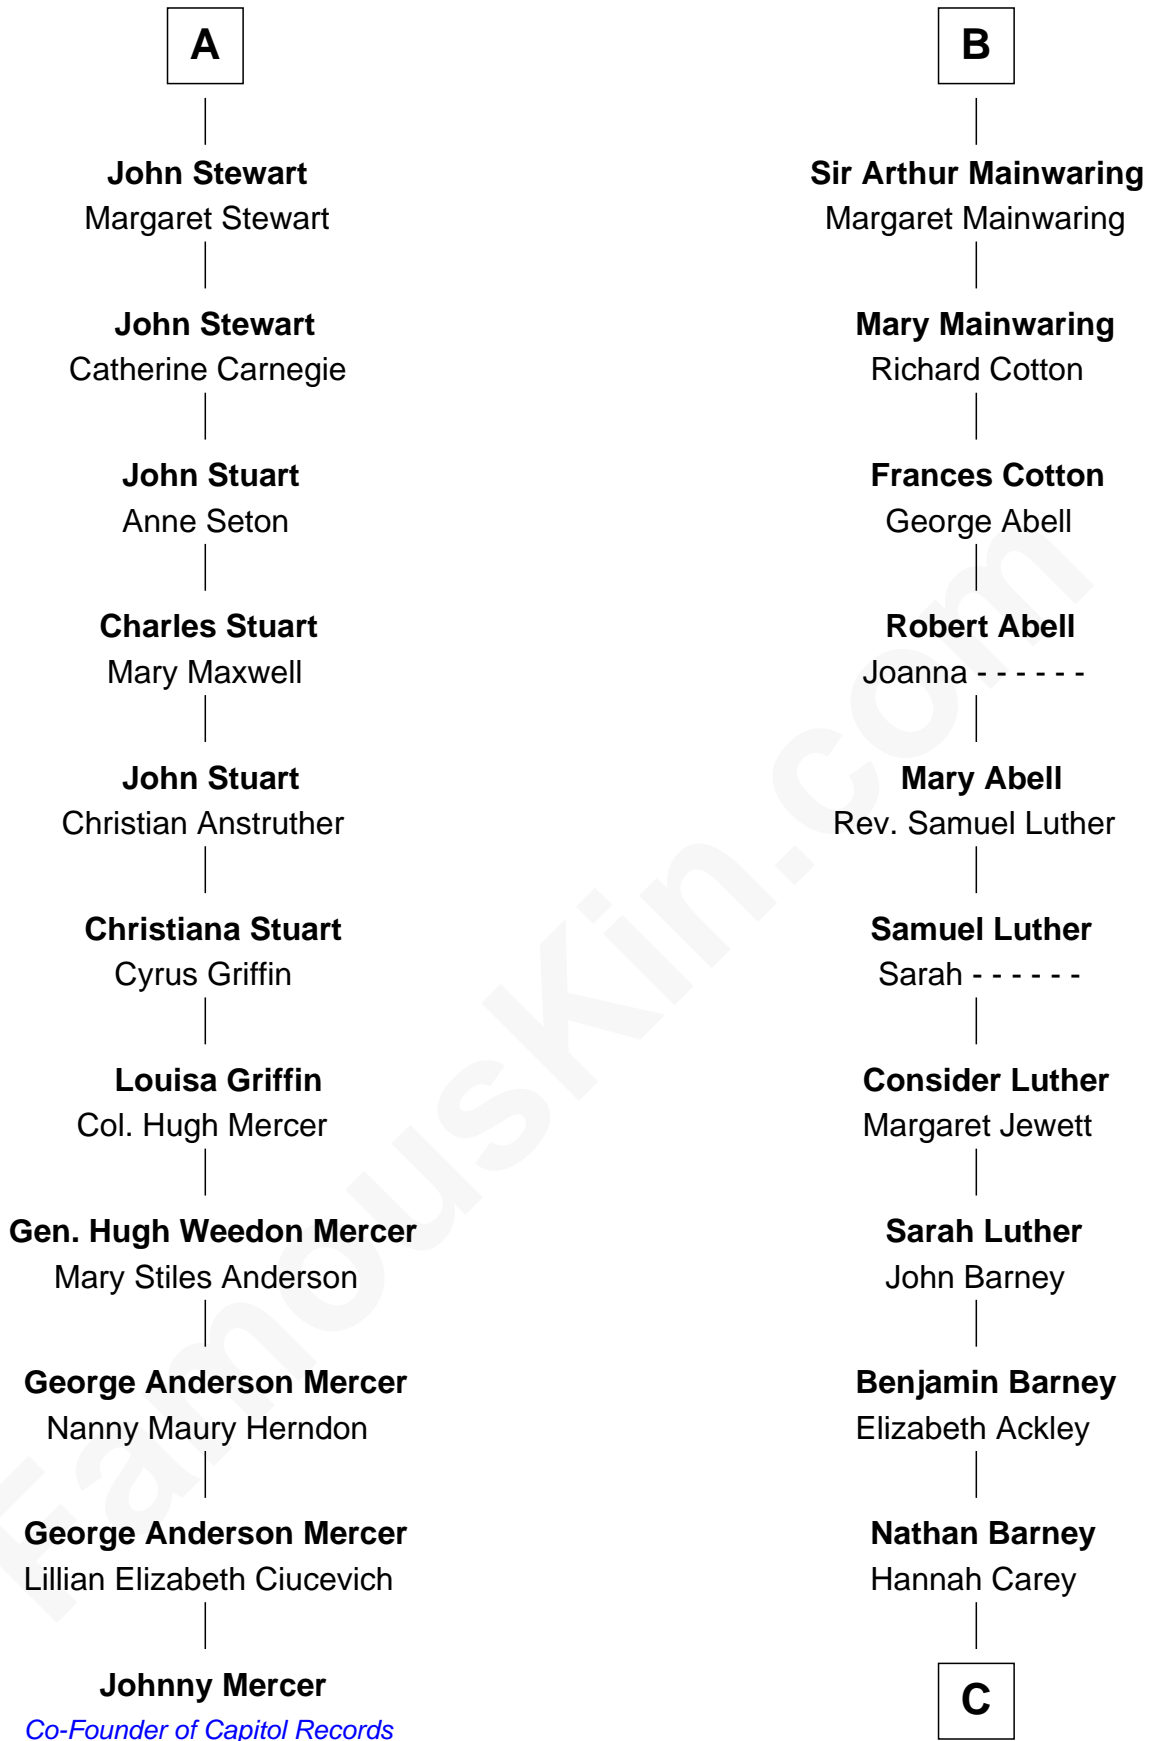 A
John Stewart
Margaret Stewart
John Stewart
Catherine Carnegie
John Stuart
Anne Seton
Charles Stuart
Mary Maxwell
John Stuart
Christian Anstruther
Christiana Stuart
Cyrus Griffin
Louisa Griffin
Col. Hugh Mercer
Gen. Hugh Weedon Mercer
Mary Stiles Anderson
George Anderson Mercer
Nanny Maury Herndon
George Anderson Mercer
Lillian Elizabeth Ciucevich
Johnny Mercer
Co-Founder of Capitol Records
B
Sir Arthur Mainwaring
Margaret Mainwaring
Mary Mainwaring
Richard Cotton
Frances Cotton
George Abell
Robert Abell
Joanna - - - - - -
Mary Abell
Rev. Samuel Luther
Samuel Luther
Sarah - - - - - -
Consider Luther
Margaret Jewett
Sarah Luther
John Barney
Benjamin Barney
Elizabeth Ackley
Nathan Barney
Hannah Carey
C
FamousKin.com